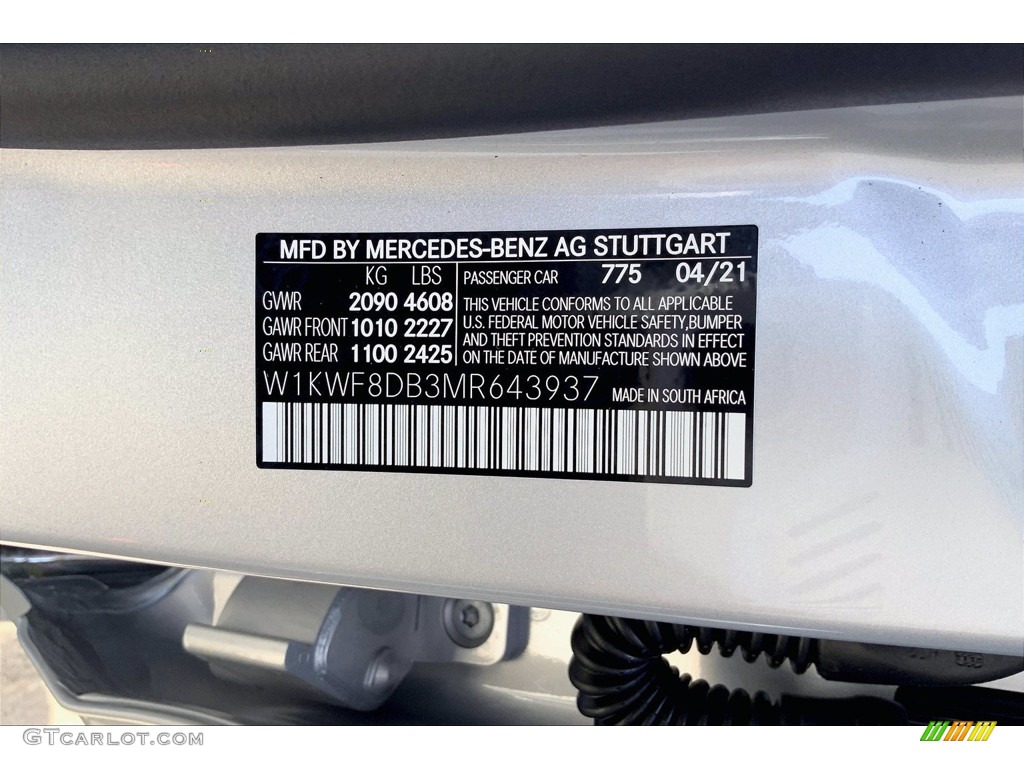 MFD BY MERCEDES-BENZ AG STUTTGART
KG LBS
GVWR 2090 4608
GAWR FRONT 1010 2227
GAWR REAR 1100 2425
PASSENGER CAR 775 04/21
THIS VEHICLE CONFORMS TO ALL APPLICABLE
U.S. FEDERAL MOTOR VEHICLE SAFETY,BUMPER
AND THEFT PREVENTION STANDARDS IN EFFECT
ON THE DATE OF MANUFACTURE SHOWN ABOVE
W1KWF8DB3MR643937 MADE IN SOUTH AFRICA
GTCARLOT.COM